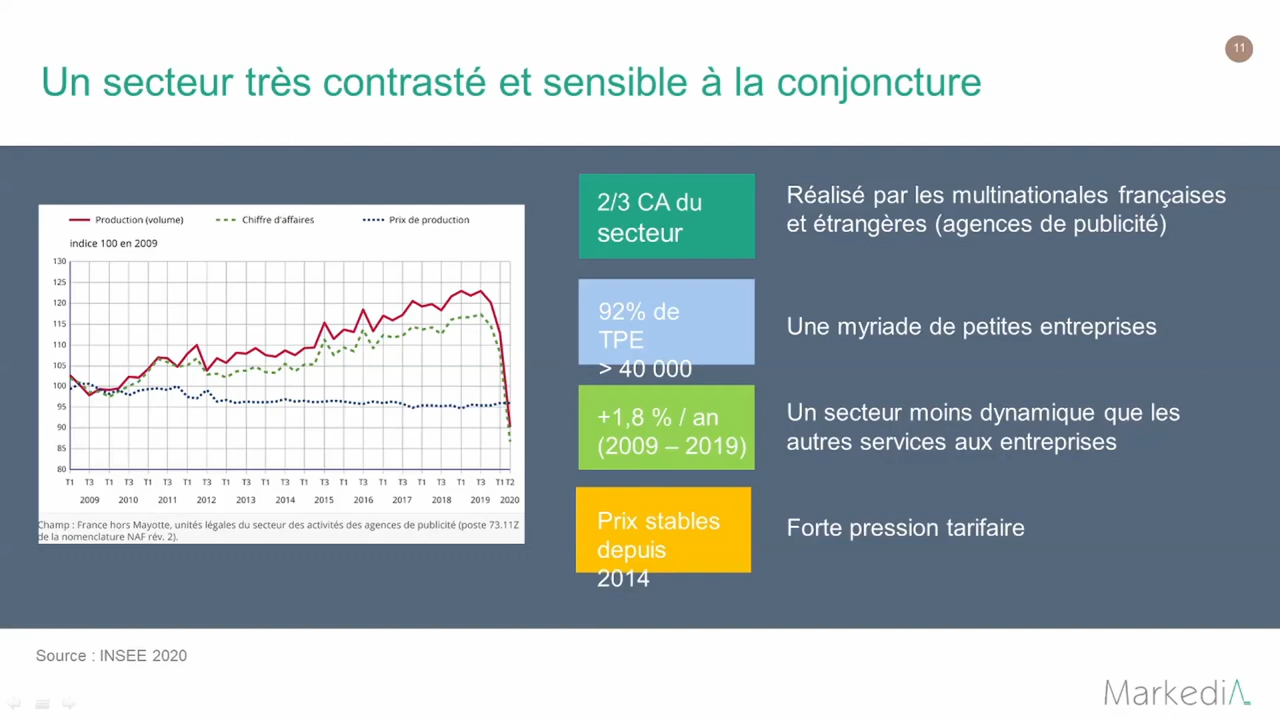 11
Un secteur très contrasté et sensible à la conjoncture
Production (volume) Chiffre d'affaires Prix de production
indice 100 en 2009
130
125
120
115
110
105
100
95
90
85
80
T1 T3 T1 T3 T1 T3 T1 T3 T1 T3 T1 T3 T1 T3 T1 T3 T1 T3 T1 T3 T1 T3 T1 T2
2009 2010 2011 2012 2013 2014 2015 2016 2017 2018 2019 2020
Champ : France hors Mayotte, unités légales du secteur des activités des agences de publicité (poste 73.11Z
de la nomenclature NAF rév. 2).
2/3 CA du
secteur
Réalisé par les multinationales françaises
et étrangères (agences de publicité)
92% de
TPE
> 40 000
Une myriade de petites entreprises
+1,8 % / an
(2009 – 2019)
Un secteur moins dynamique que les
autres services aux entreprises
Prix stables
depuis
2014
Forte pression tarifaire
Source : INSEE 2020
MarkediA